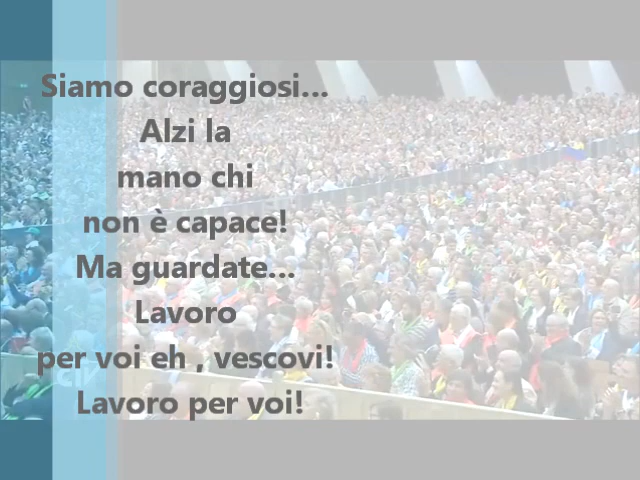 Siamo coraggiosi...
Alzi la
mano chi
non è capace!
Ma guardate...
Lavoro
per voi eh , vescovi!
Lavoro per voi!